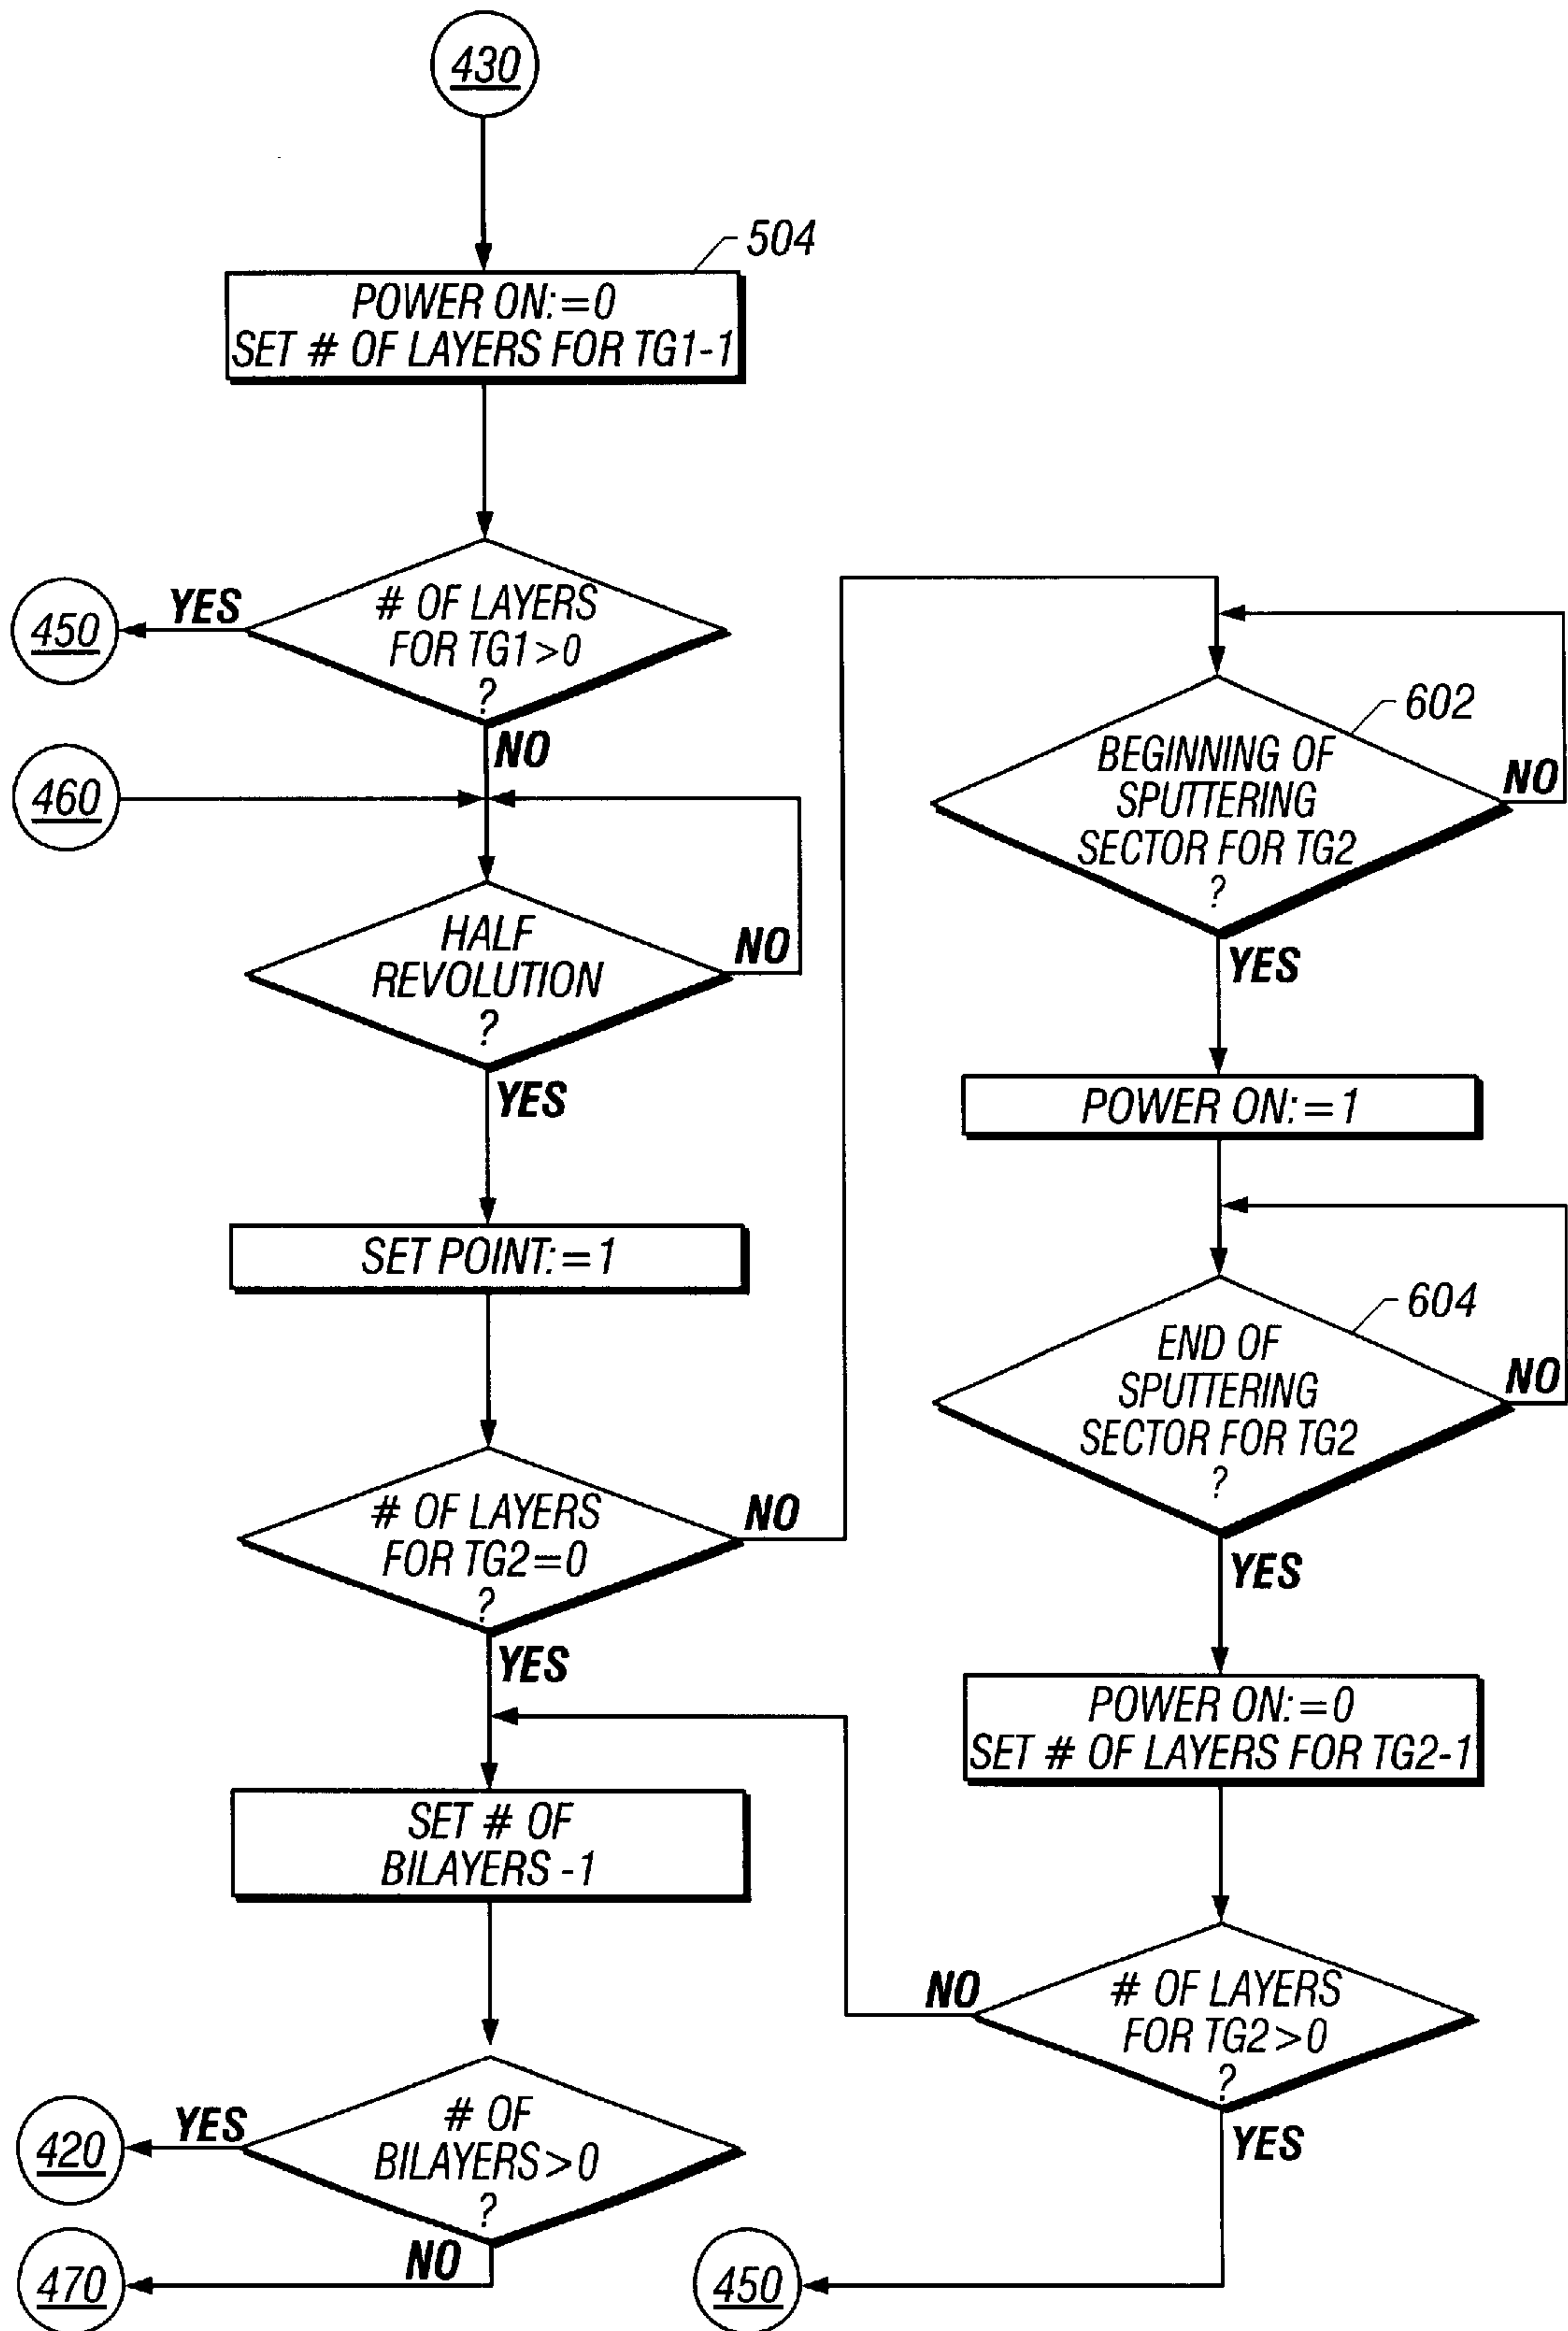 430
504
POWER ON:=0
SET # OF LAYERS FOR TG1-1
# OF LAYERS
FOR TG1>0
?
YES
450
NO
460
HALF
REVOLUTION
?
NO
YES
SET POINT:=1
# OF LAYERS
FOR TG2=0
?
NO
YES
SET # OF
BILAYERS -1
# OF
BILAYERS>0
?
YES
420
NO
470
602
BEGINNING OF
SPUTTERING
SECTOR FOR TG2
?
NO
YES
POWER ON:=1
604
END OF
SPUTTERING
SECTOR FOR TG2
?
NO
YES
POWER ON:=0
SET # OF LAYERS FOR TG2-1
# OF LAYERS
FOR TG2>0
?
NO
YES
450